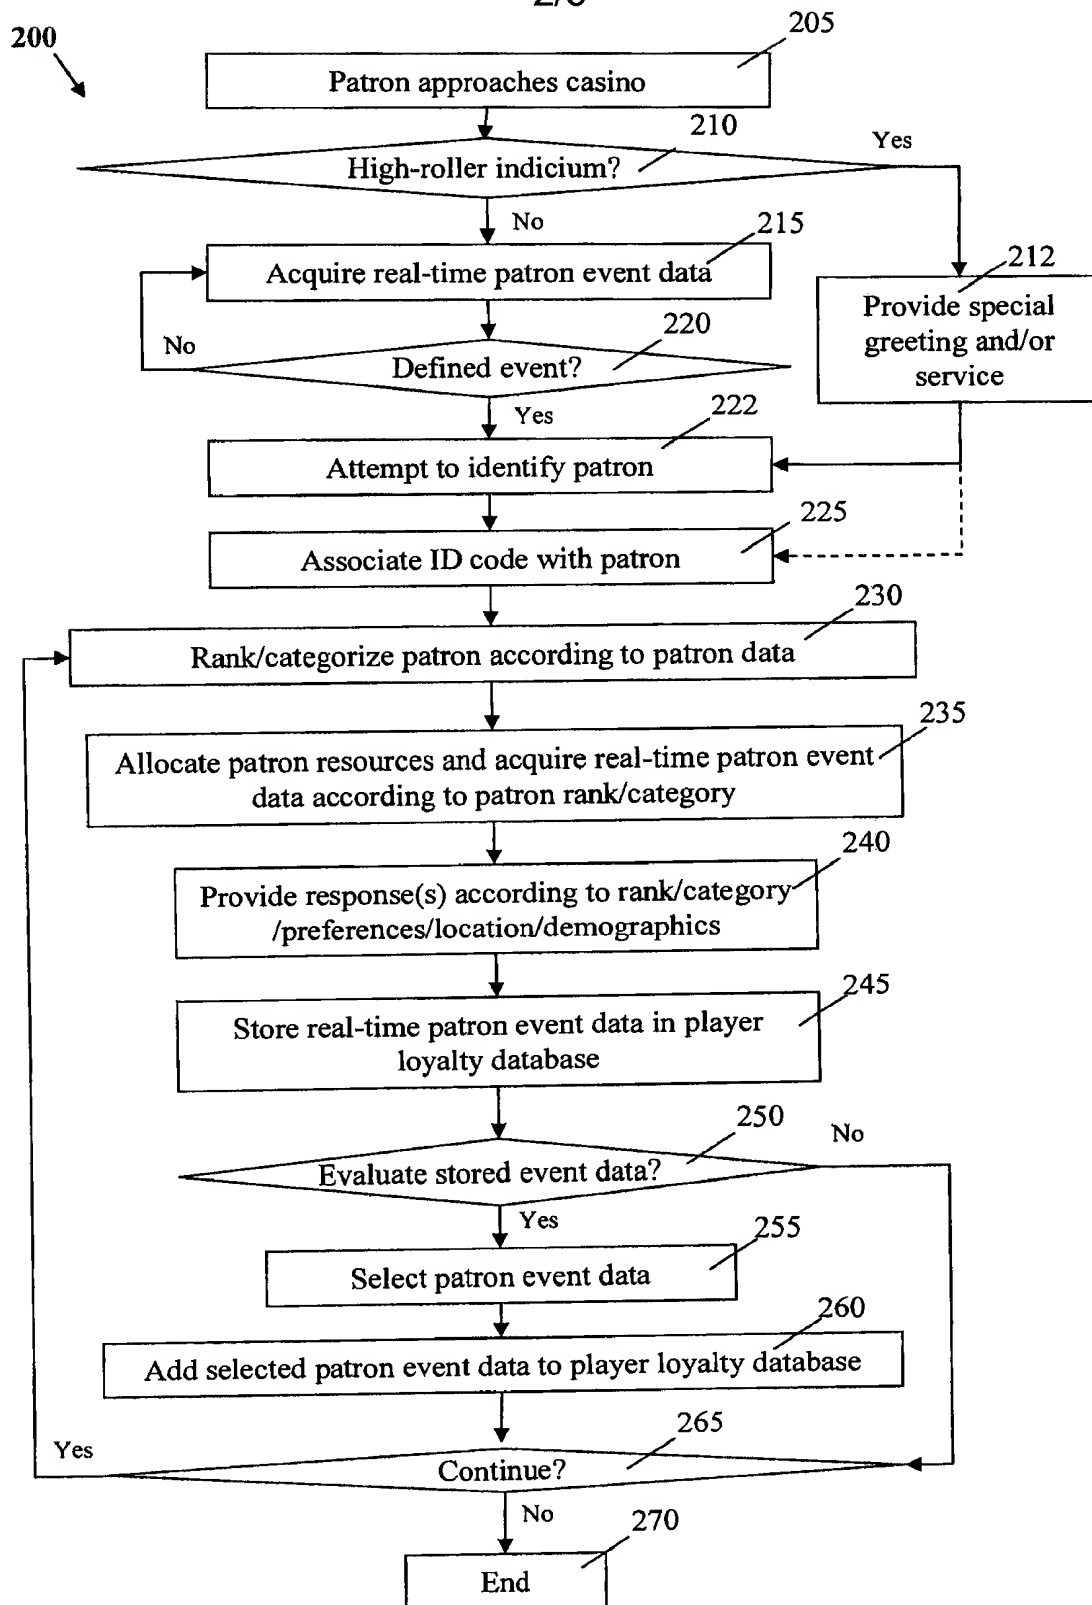 200
205
Patron approaches casino
210
Yes
High-roller indicium?
No
215
Acquire real-time patron event data
212
Provide special
greeting and/or
service
220
No
Defined event?
Yes
222
Attempt to identify patron
225
Associate ID code with patron
230
Rank/categorize patron according to patron data
235
Allocate patron resources and acquire real-time patron event
data according to patron rank/category
240
Provide response(s) according to rank/category
/preferences/location/demographics
245
Store real-time patron event data in player
loyalty database
250
No
Evaluate stored event data?
Yes
255
Select patron event data
260
Add selected patron event data to player loyalty database
265
Yes
Continue?
No
270
End